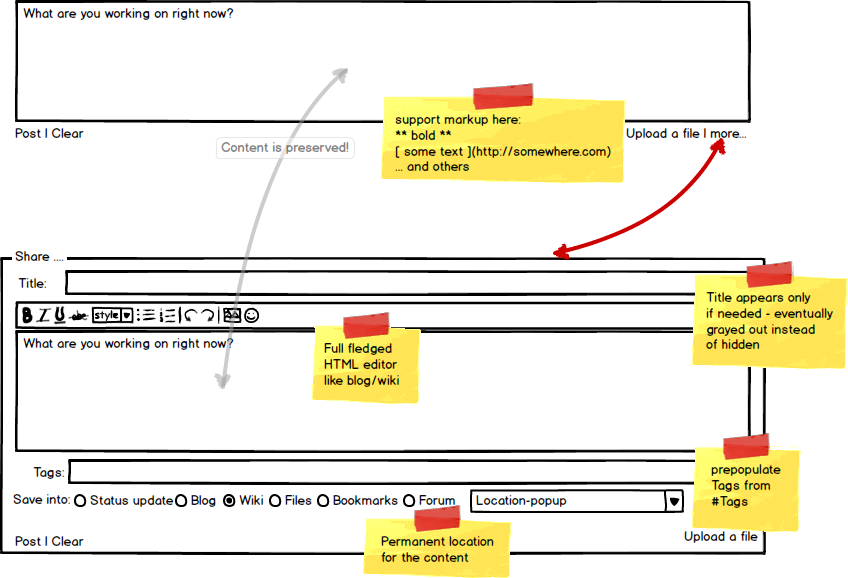 What are you working on right now?
support markup here:
** bold **
[ some text ](http://somewhere.com)
... and others
Post | Clear
Upload a file | more...
Content is preserved!
Share ....
Title:
Title appears only
if needed - eventually
grayed out instead
of hidden
B I U abc style
What are you working on right now?
Full fledged
HTML editor
like blog/wiki
Tags:
prepopulate
Tags from
#Tags
Save into: Status update Blog Wiki Files Bookmarks Forum Location-popup
Permanent location
for the content
Post | Clear
Upload a file